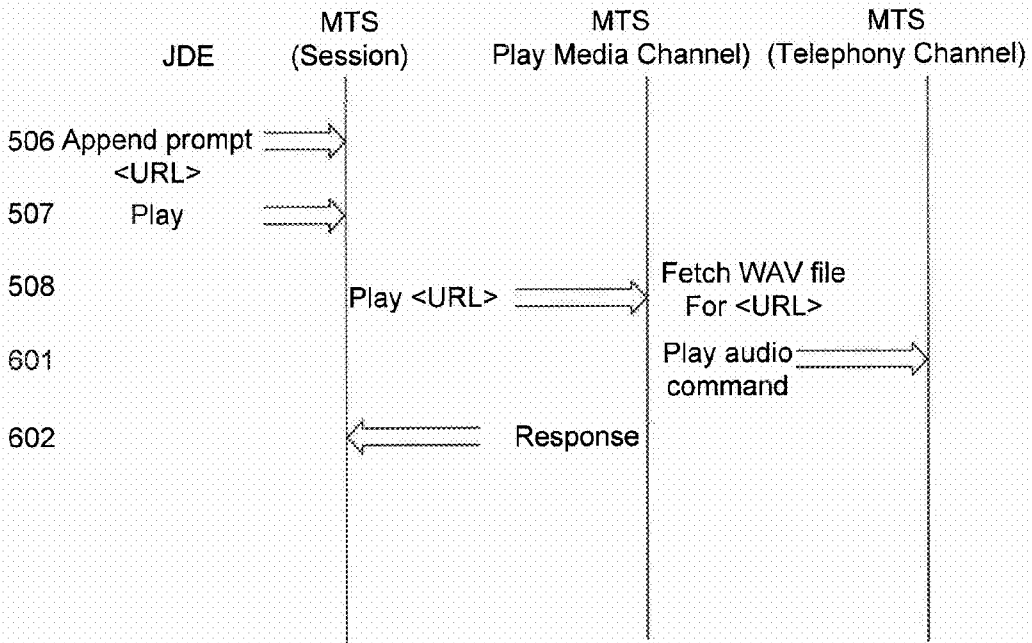 MTS MTS MTS
JDE (Session) Play Media Channel) (Telephony Channel)
506 Append prompt
<URL>
507 Play
508 Fetch WAV file
Play <URL> For <URL>
601 Play audio
command
602 Response